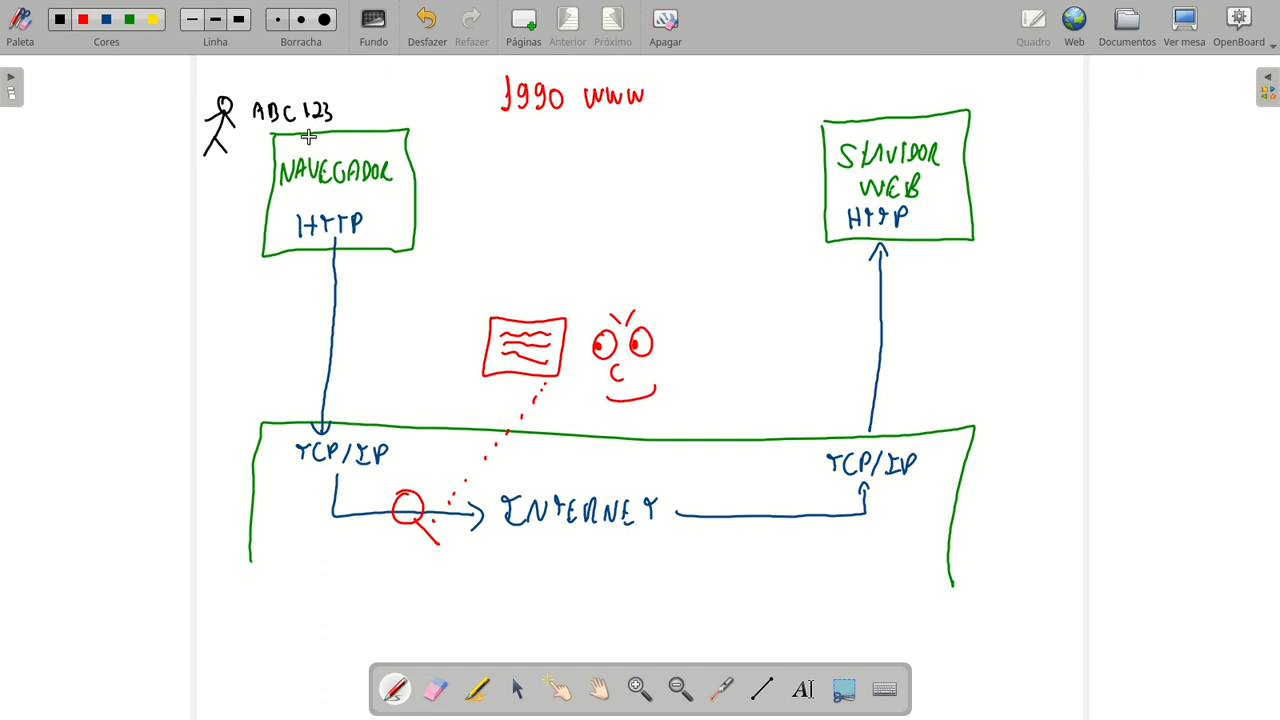 Paleta
Cores
Linha
Borracha
Fundo
Desfazer
Refazer
Páginas
Anterior
Próximo
Apagar
Quadro
Web
Documentos
Ver mesa
OpenBoard
1990 WWW
ABC 123
NAVEGADOR
HTTP
SERVIDOR
WEB
HTTP
TCP/IP
TCP/IP
INTERNET
AI